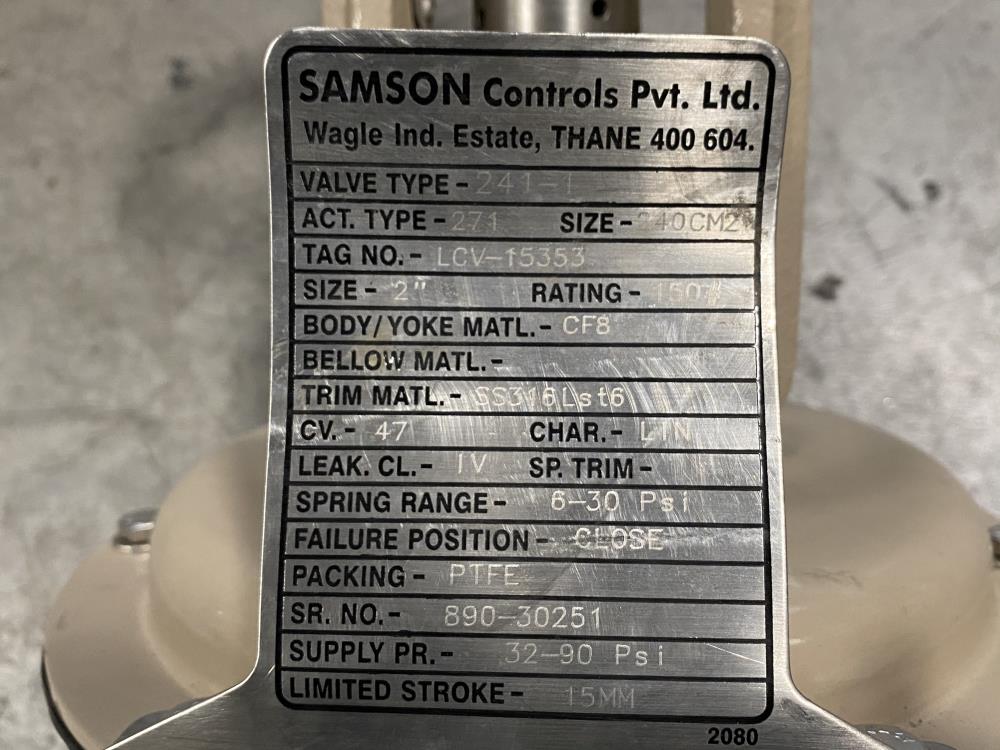 SAMSON Controls Pvt. Ltd.
Wagle Ind. Estate, THANE 400 604.
VALVE TYPE - 241-1
ACT. TYPE - 271 SIZE - 240CM2
TAG NO. - LCV-15353
SIZE - 2" RATING - 150#
BODY/YOKE MATL. - CF8
BELLOW MATL. -
TRIM MATL. - SS316Lst6
CV. - 47 CHAR. - LIN
LEAK. CL. - IV SP. TRIM -
SPRING RANGE - 6-30 Psi
FAILURE POSITION - CLOSE
PACKING - PTFE
SR. NO. - 890-30251
SUPPLY PR. - 32-90 Psi
LIMITED STROKE - 15MM
2080